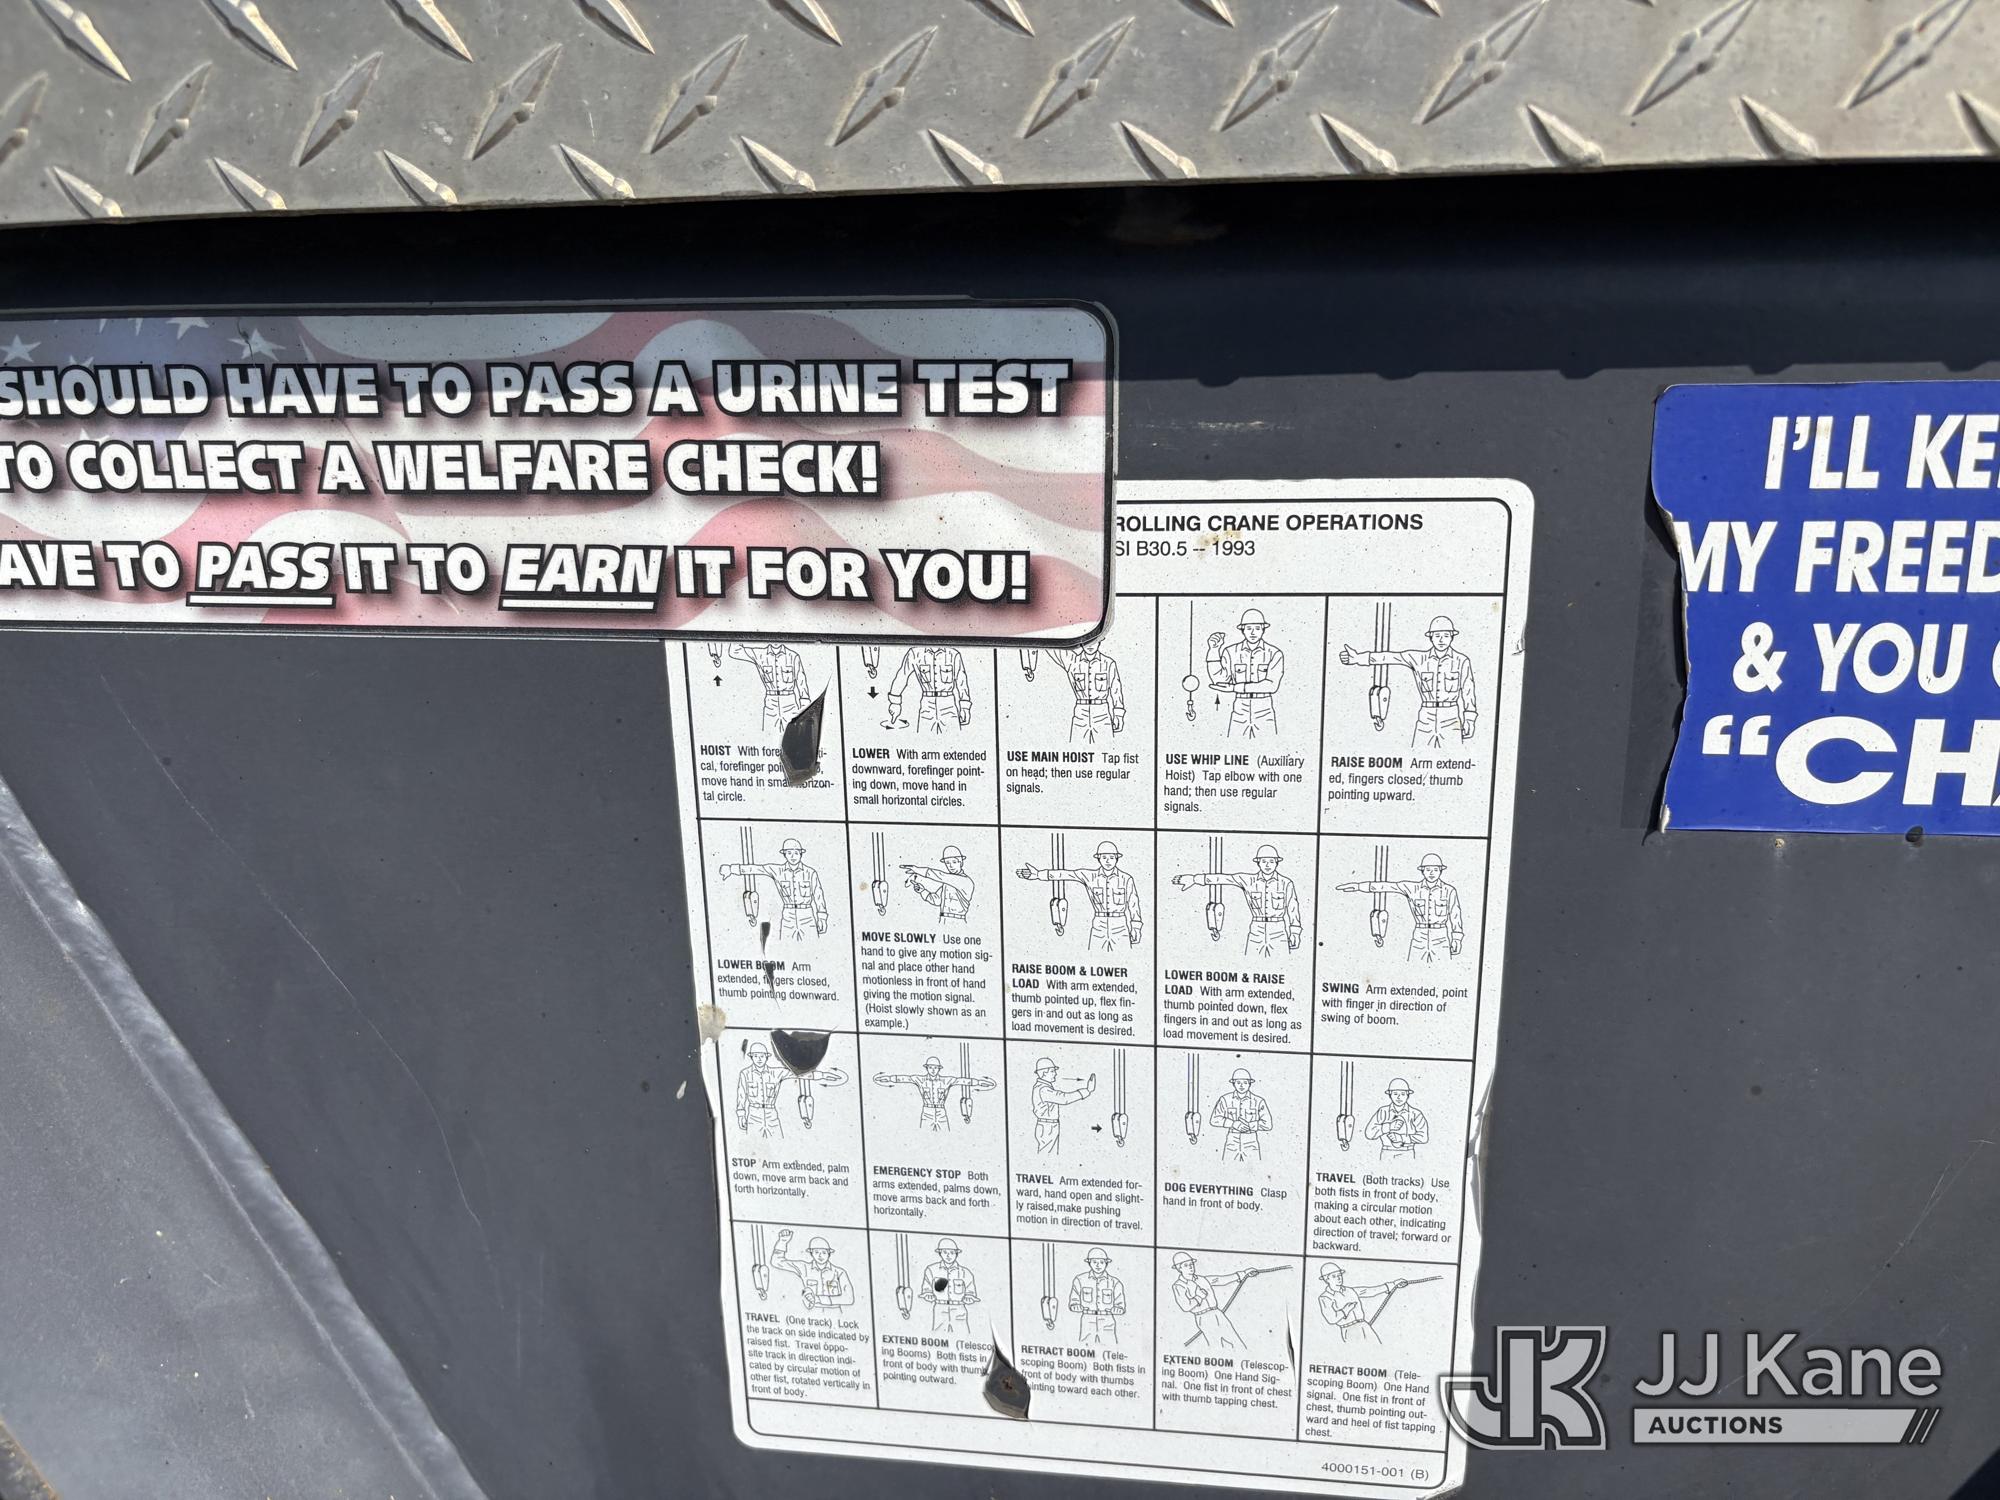 SHOULD HAVE TO PASS A URINE TEST
TO COLLECT A WELFARE CHECK!
AVE TO PASS IT TO EARN IT FOR YOU!
ROLLING CRANE OPERATIONS
SI B30.5 -- 1993
HOIST With fore ti-
cal, forefinger poi
move hand in small horizon-
tal circle.
LOWER With arm extended
downward, forefinger point-
ing down, move hand in
small horizontal circles.
USE MAIN HOIST Tap fist
on head; then use regular
signals.
USE WHIP LINE (Auxiliary
Hoist) Tap elbow with one
hand; then use regular
signals.
RAISE BOOM Arm extend-
ed, fingers closed, thumb
pointing upward.
LOWER BOOM Arm
extended, fingers closed,
thumb pointing downward.
MOVE SLOWLY Use one
hand to give any motion sig-
nal and place other hand
motionless in front of hand
giving the motion signal.
(Hoist slowly shown as an
example.)
RAISE BOOM & LOWER
LOAD With arm extended,
thumb pointed up, flex fin-
gers in and out as long as
load movement is desired.
LOWER BOOM & RAISE
LOAD With arm extended,
thumb pointed down, flex
fingers in and out as long as
load movement is desired.
SWING Arm extended, point
with finger in direction of
swing of boom.
STOP Arm extended, palm
down, move arm back and
forth horizontally.
EMERGENCY STOP Both
arms extended, palms down,
move arms back and forth
horizontally.
TRAVEL Arm extended for-
ward, hand open and slight-
ly raised,make pushing
motion in direction of travel.
DOG EVERYTHING Clasp
hand in front of body.
TRAVEL (Both tracks) Use
both fists in front of body,
making a circular motion
about each other, indicating
direction of travel; forward or
backward.
TRAVEL (One track) Lock
the track on side indicated by
raised fist. Travel oppo-
site track in direction indi-
cated by circular motion of
other fist, rotated vertically in
front of body.
EXTEND BOOM (Telescop
ing Booms) Both fists in
front of body with thumb
pointing outward.
RETRACT BOOM (Tele-
scoping Boom) Both fists in
front of body with thumbs
pointing toward each other.
EXTEND BOOM (Telescop-
ing Boom) One Hand Sig-
nal. One fist in front of chest
with thumb tapping chest.
RETRACT BOOM (Tele-
scoping Boom) One Hand
signal. One fist in front of
chest, thumb pointing out-
ward and heel of fist tapping
chest.
4000151-001 (B)
I'LL KE
MY FREED
& YOU
"CH
JK JJ Kane
AUCTIONS